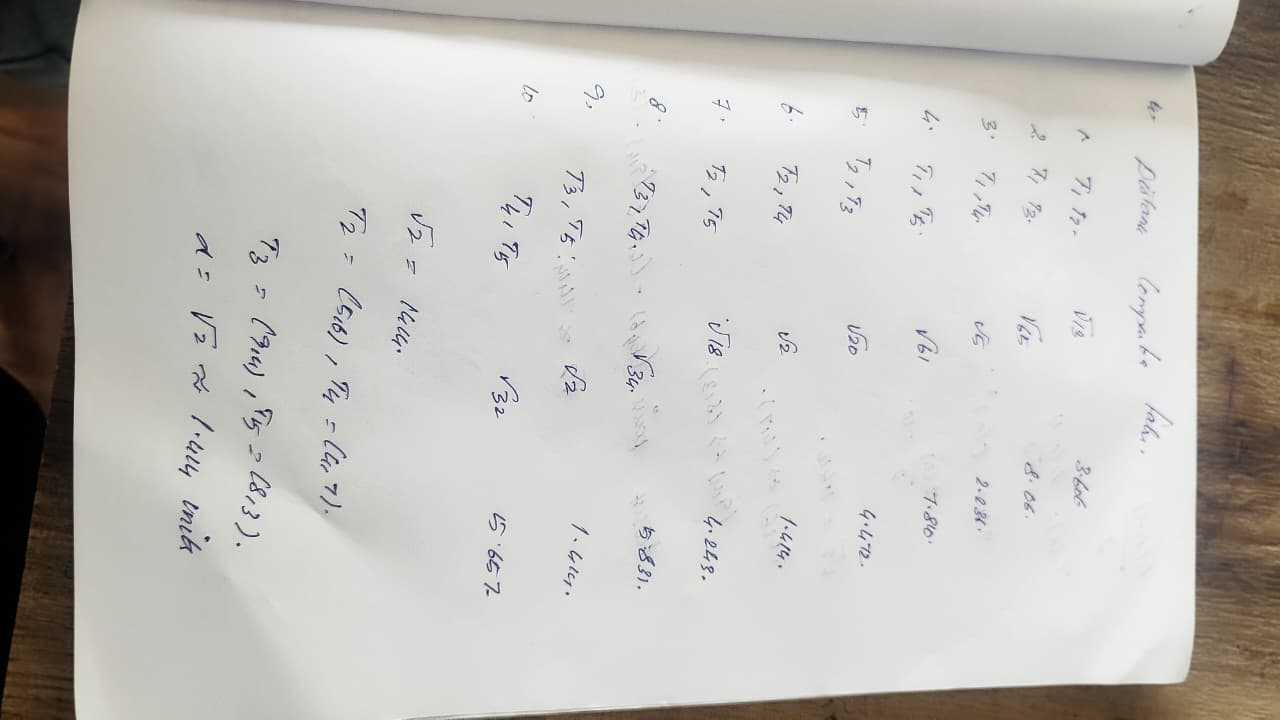 4. Distance Comparison table.
1. T1, T2. √13 3.606
2. T1, T3. √65 8.06.
3. T1, T4. √5 2.236.
4. T1, T5. √61 7.810.
5. T2, T3 √20 4.472.
6. T2, T4 √2 1.414.
7. T2, T5 √18 4.243.
8. T3, T4. √34. 5.831.
9. T3, T5. √2 1.414.
10. T4, T5 √32 5.657
√2 = 1.414.
T2 = (5,6), T4 = (4,7).
T3 = (9,4), T5 = (8,3).
d = √2 ≈ 1.414 units